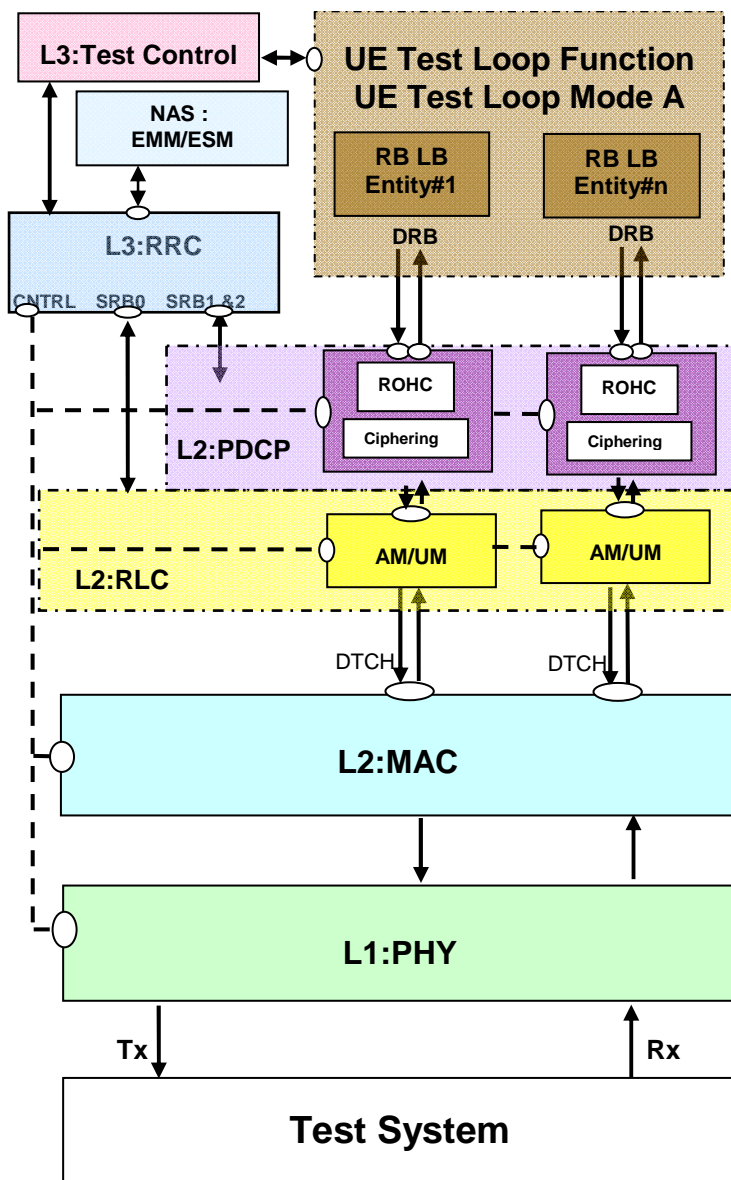 L3:Test Control
UE Test Loop Function
UE Test Loop Mode A
NAS :
EMM/ESM
RB LB
Entity#1
RB LB
Entity#n
DRB
DRB
L3:RRC
CNTRL
SRB0
SRB1 &2
ROHC
ROHC
Ciphering
Ciphering
L2:PDCP
AM/UM
AM/UM
L2:RLC
DTCH
DTCH
L2:MAC
L1:PHY
Tx
Rx
Test System